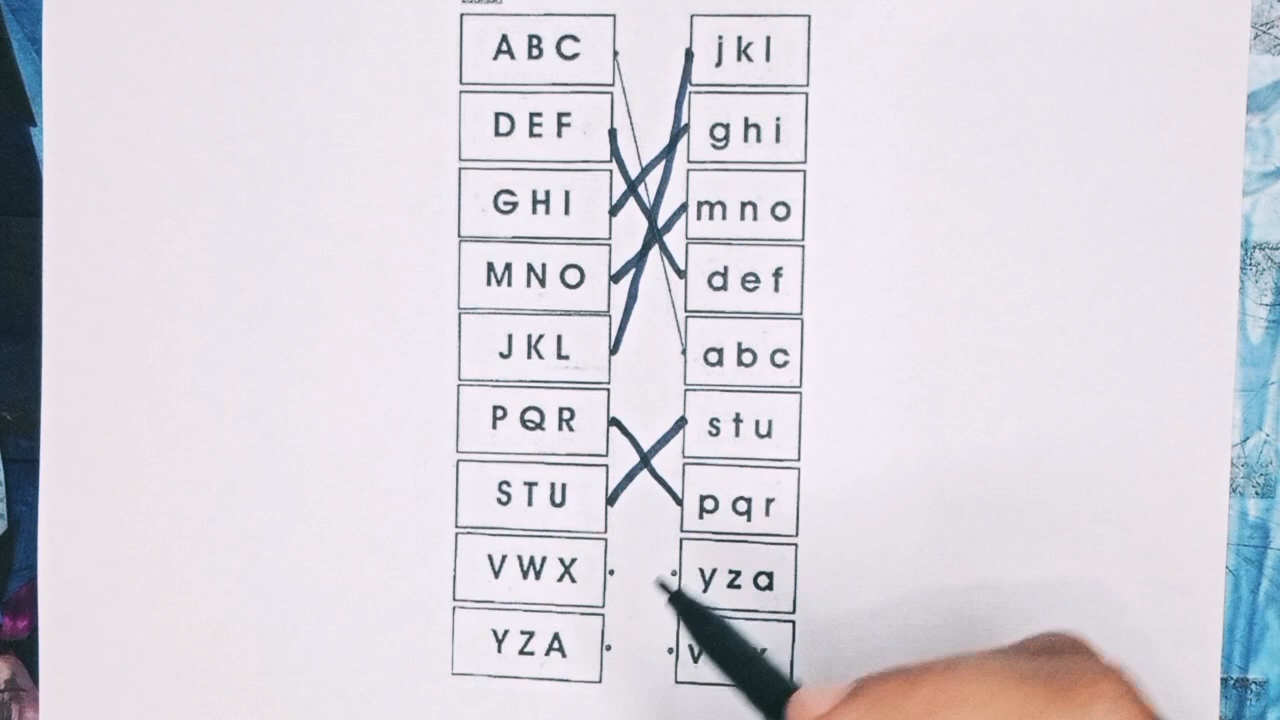 ABC jkl
DEF ghi
GHI mno
MNO def
JKL abc
PQR stu
STU pqr
VWX yza
YZA